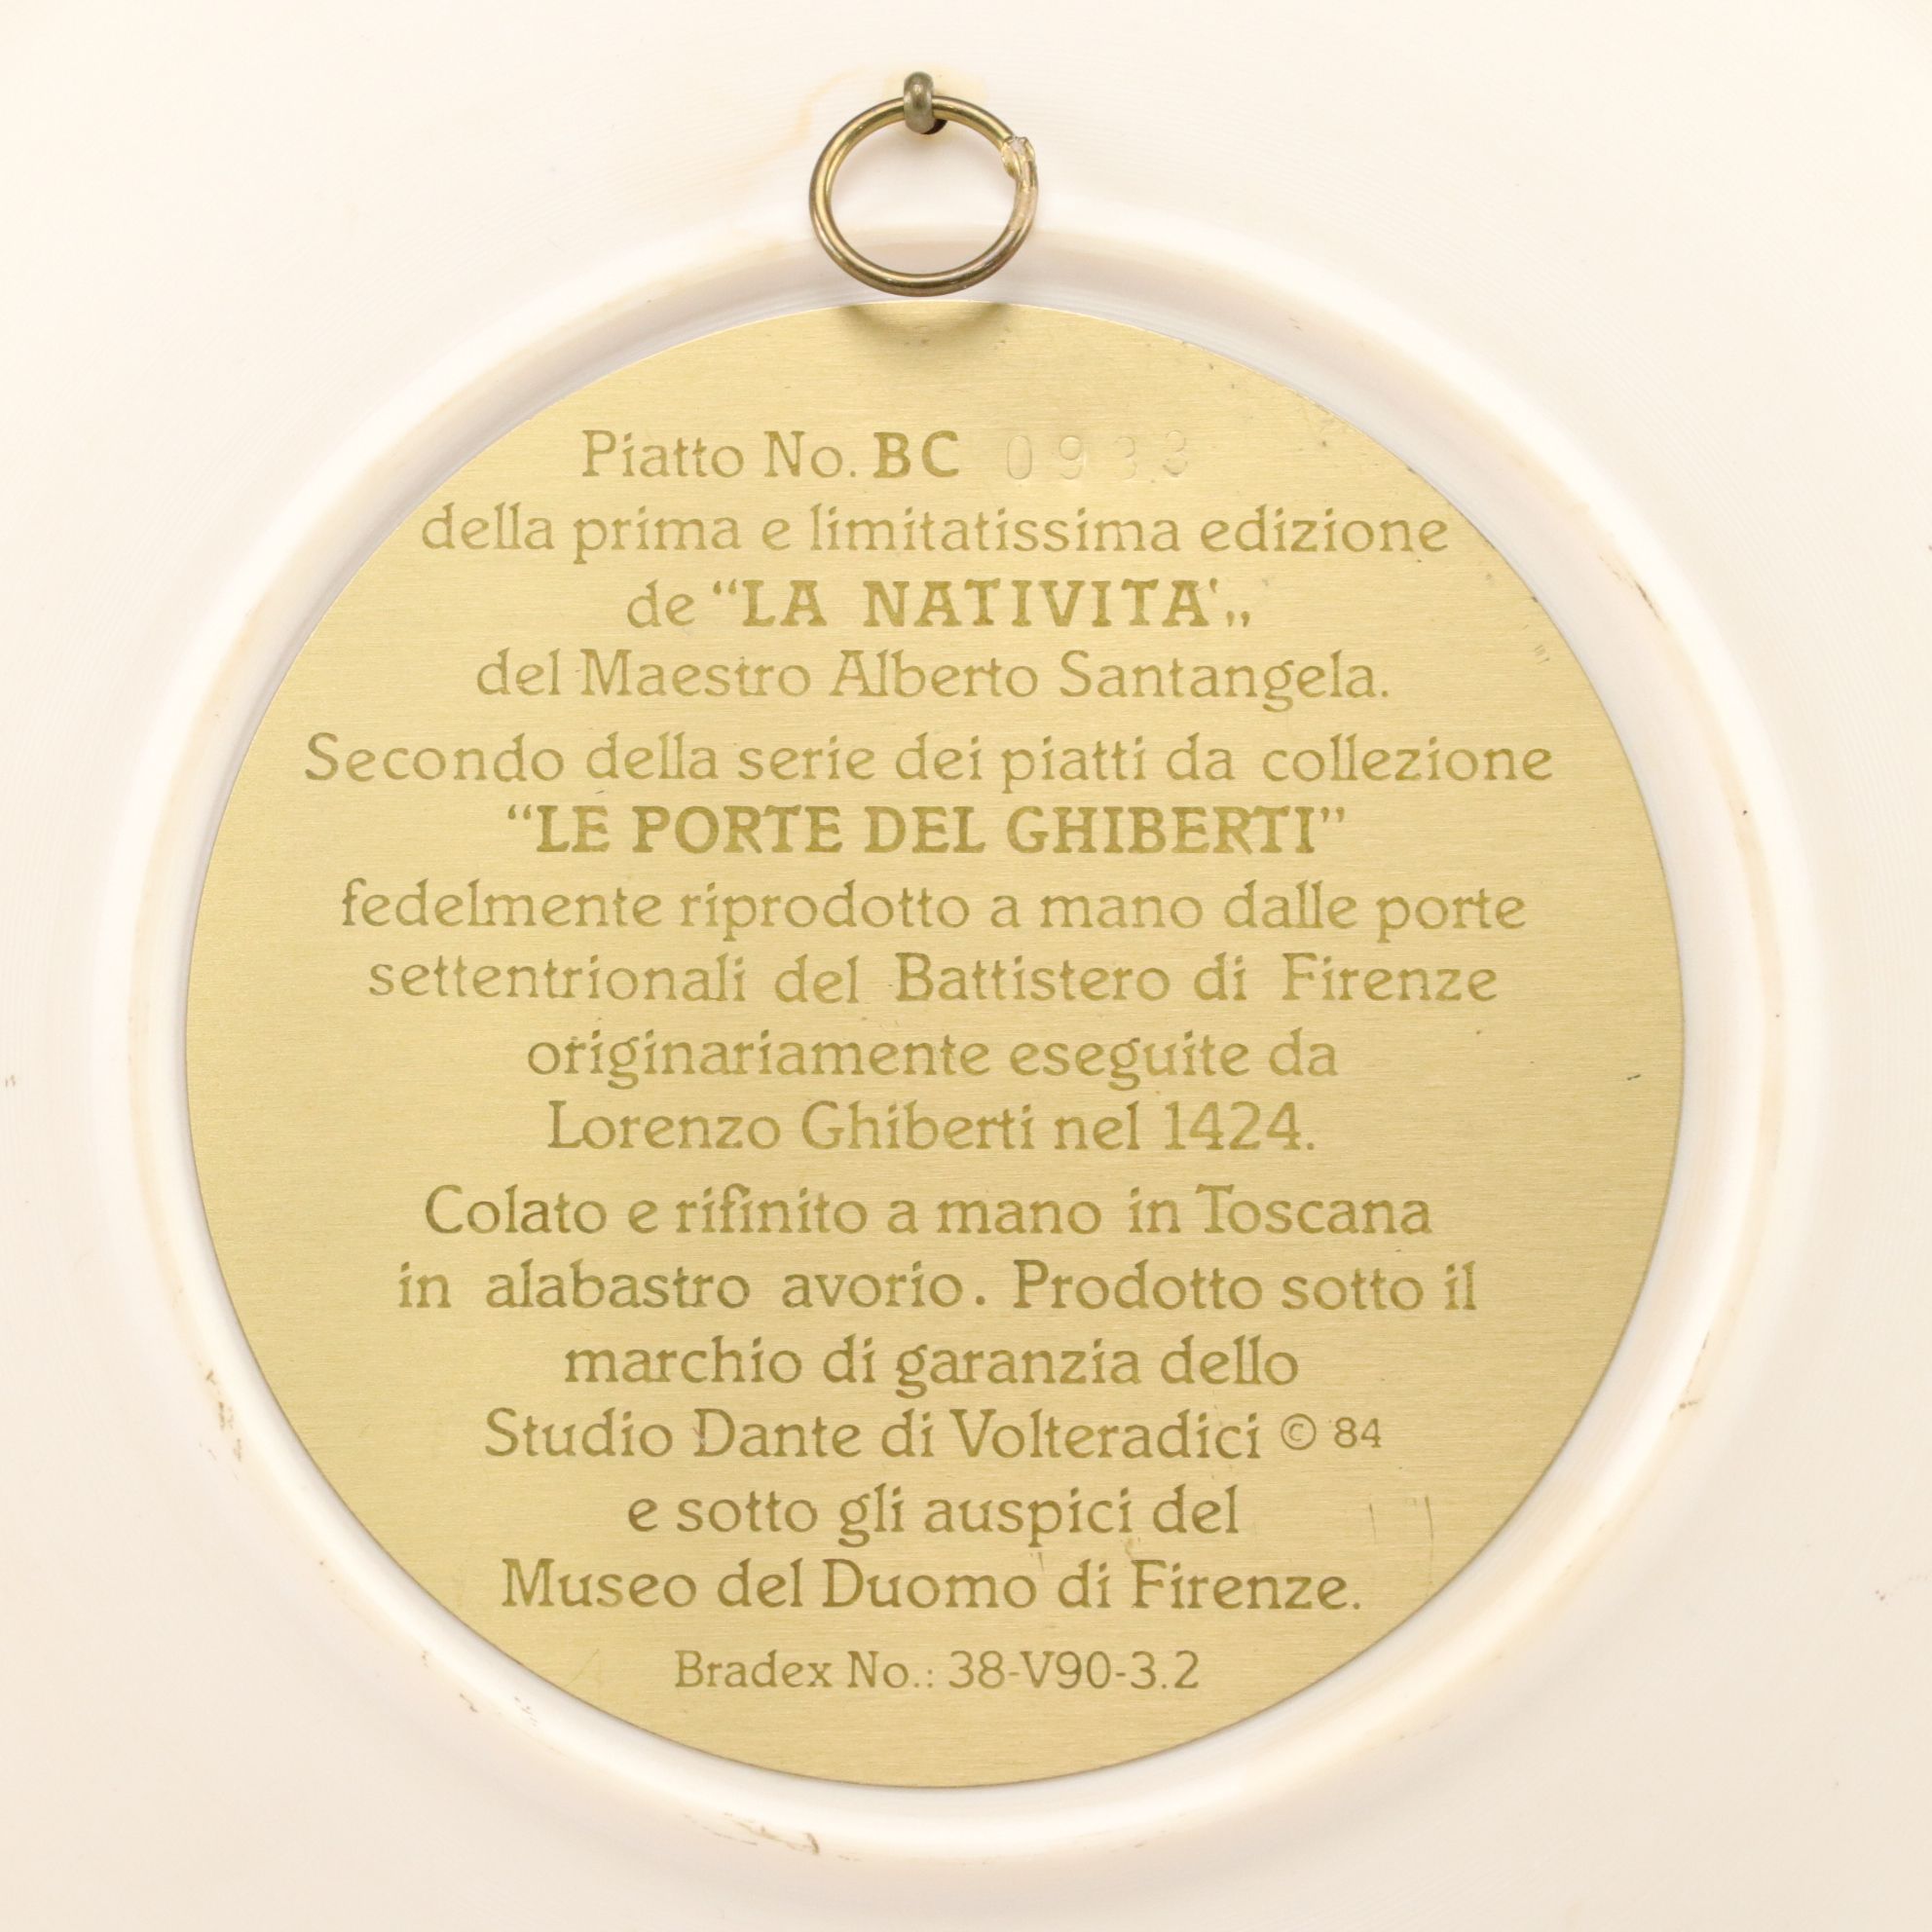 Piatto No. BC 0933
della prima e limitatissima edizione
de “LA NATIVITA‘„
del Maestro Alberto Santangela.
Secondo della serie dei piatti da collezione
“LE PORTE DEL GHIBERTI”
fedelmente riprodotto a mano dalle porte
settentrionali del Battistero di Firenze
originariamente eseguite da
Lorenzo Ghiberti nel 1424.
Colato e rifinito a mano in Toscana
in alabastro avorio. Prodotto sotto il
marchio di garanzia dello
Studio Dante di Volteradici © 84
e sotto gli auspici del
Museo del Duomo di Firenze.
Bradex No.: 38-V90-3.2